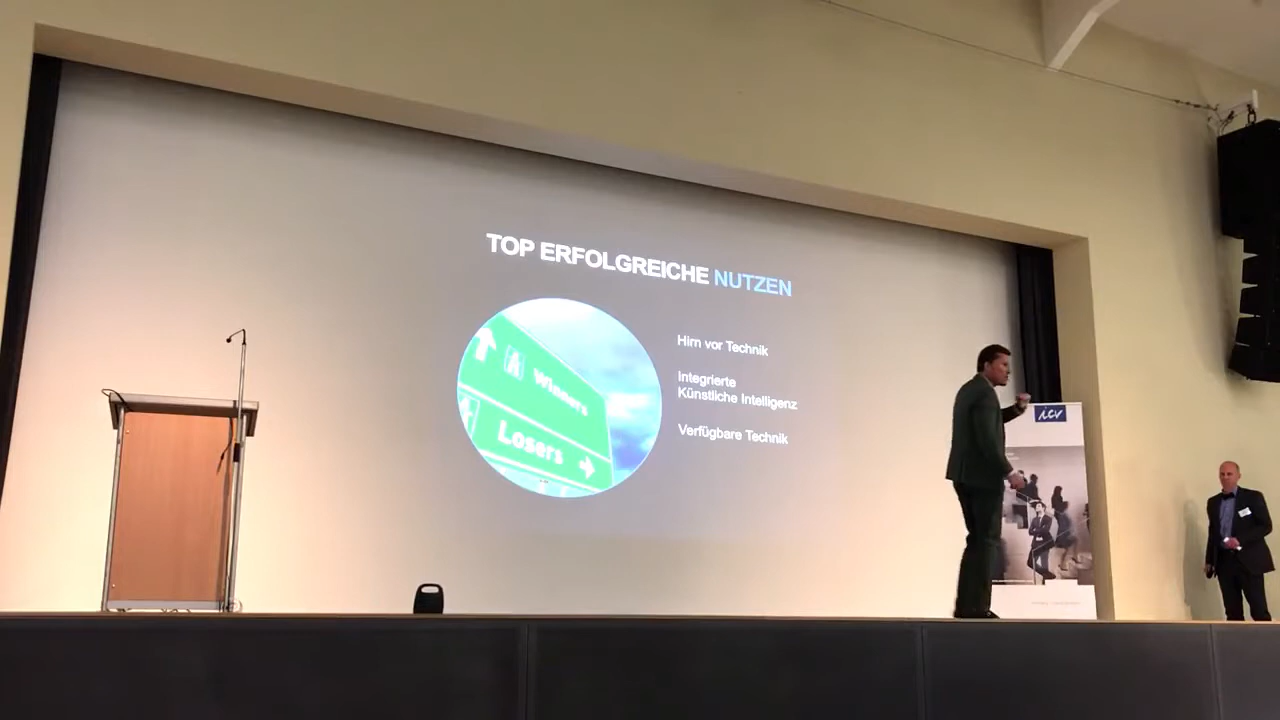 TOP ERFOLGREICHE NUTZEN
Winners
Losers
Hirn vor Technik
Integrierte
Künstliche Intelligenz
Verfügbare Technik
icv